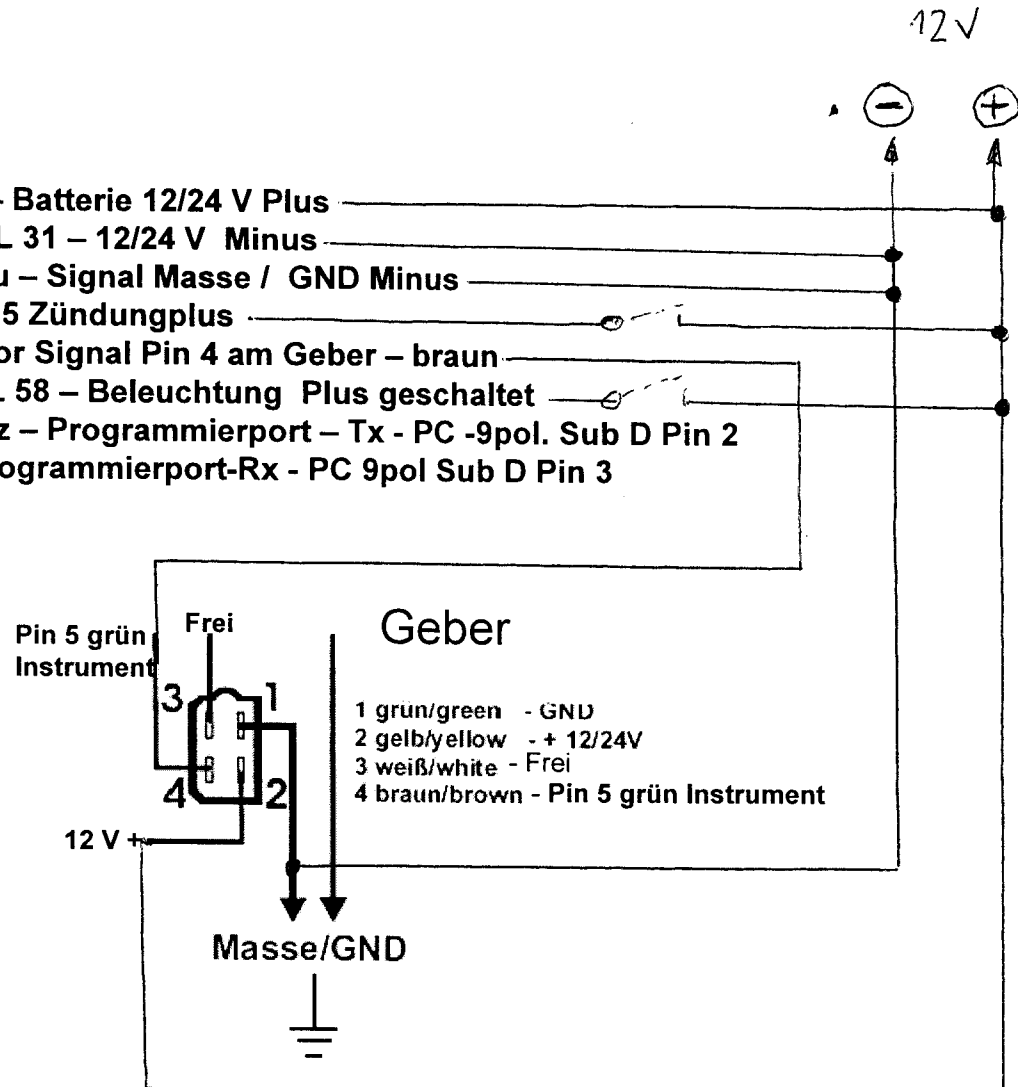 12V
- +
– Batterie 12/24 V Plus
L 31 – 12/24 V Minus
u – Signal Masse / GND Minus
5 Zündungplus
or Signal Pin 4 am Geber – braun
L 58 – Beleuchtung Plus geschaltet
z – Programmierport – Tx - PC -9pol. Sub D Pin 2
ogrammierport-Rx - PC 9pol Sub D Pin 3
Pin 5 grün
Instrument
Frei
Geber
3 1
4 2
1 grün/green - GND
2 gelb/yellow - + 12/24V
3 weiß/white - Frei
4 braun/brown - Pin 5 grün Instrument
12 V +
Masse/GND